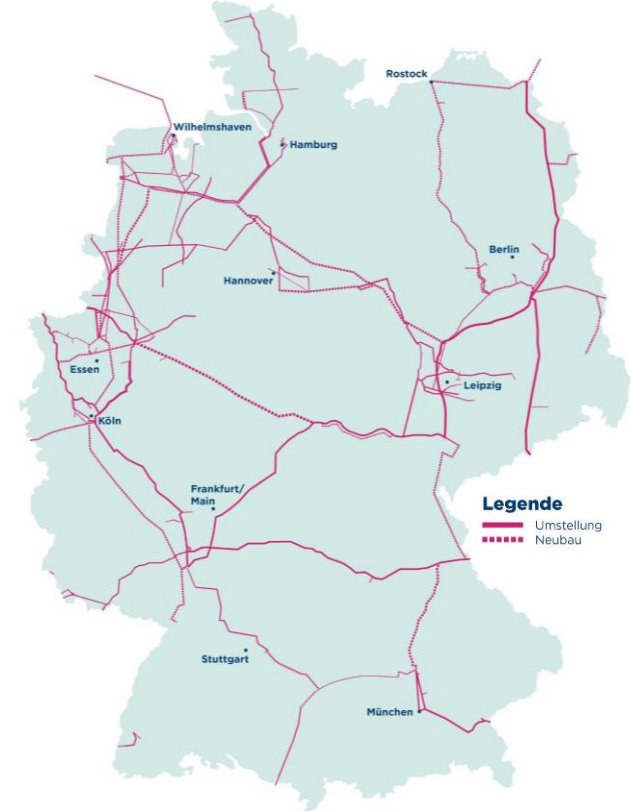 Rostock
Wilhelmshaven
Hamburg
Berlin
Hannover
Essen
Leipzig
Köln
Frankfurt/
Main
Legende
Umstellung
Neubau
Stuttgart
München